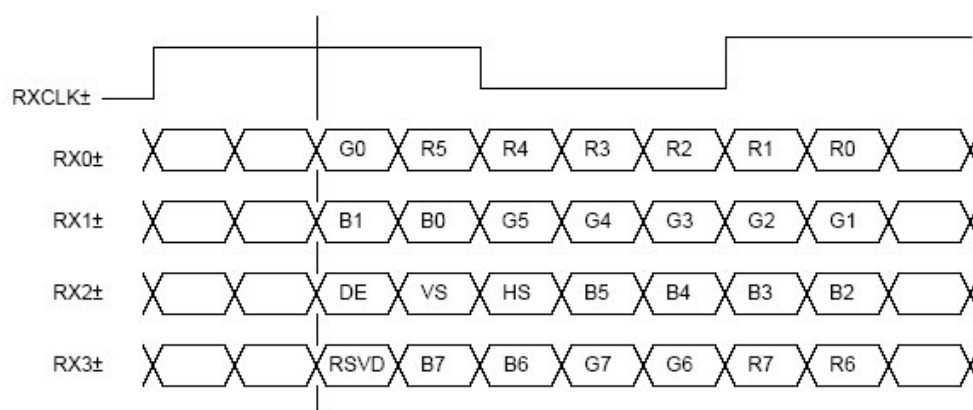 RXCLK±
RX0± G0 R5 R4 R3 R2 R1 R0
RX1± B1 B0 G5 G4 G3 G2 G1
RX2± DE VS HS B5 B4 B3 B2
RX3± RSVD B7 B6 G7 G6 R7 R6